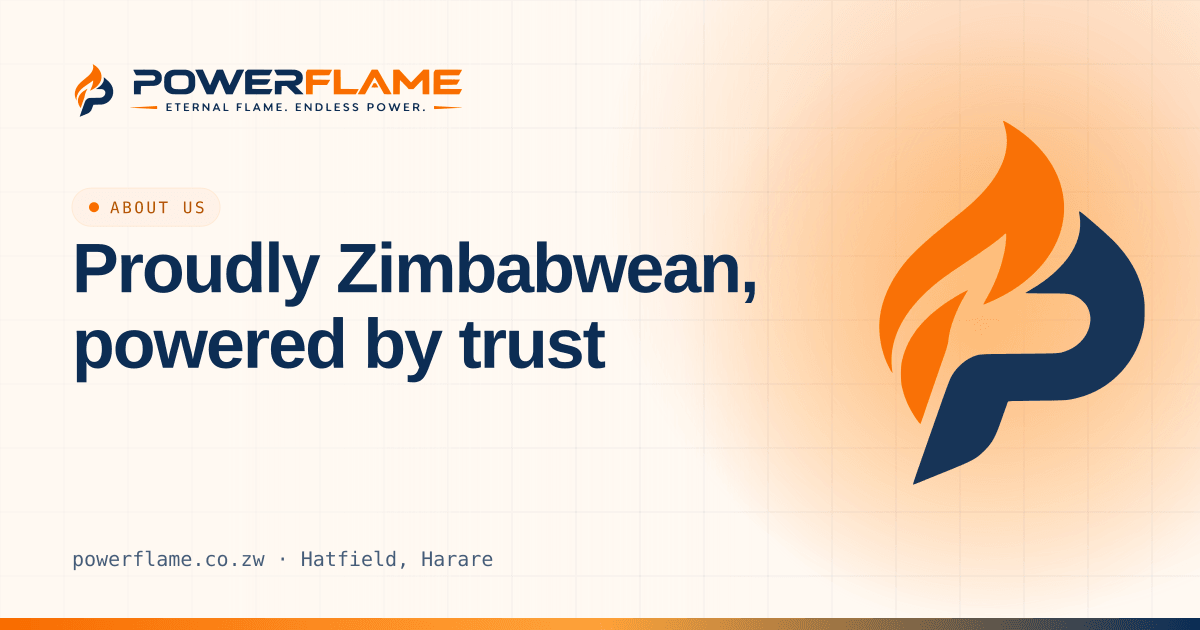 POWERFLAME
ETERNAL FLAME. ENDLESS POWER.
ABOUT US
Proudly Zimbabwean,
powered by trust
powerflame.co.zw · Hatfield, Harare